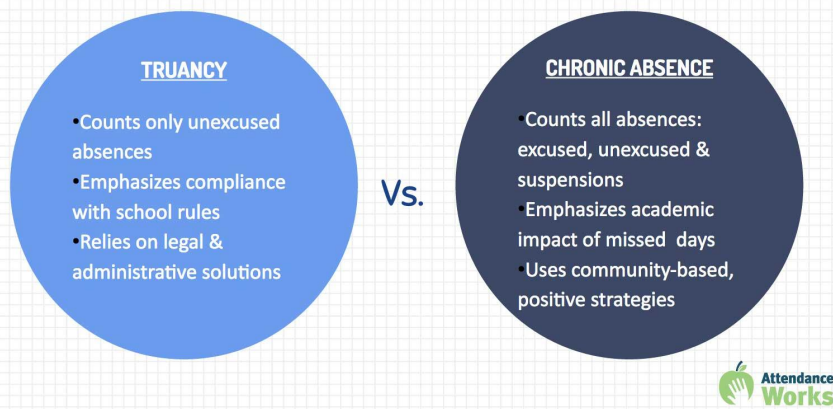 TRUANCY
•Counts only unexcused
absences
•Emphasizes compliance
with school rules
•Relies on legal &
administrative solutions
Vs.
CHRONIC ABSENCE
•Counts all absences:
excused, unexcused &
suspensions
•Emphasizes academic
impact of missed  days
•Uses community-based,
positive strategies
Attendance
Works